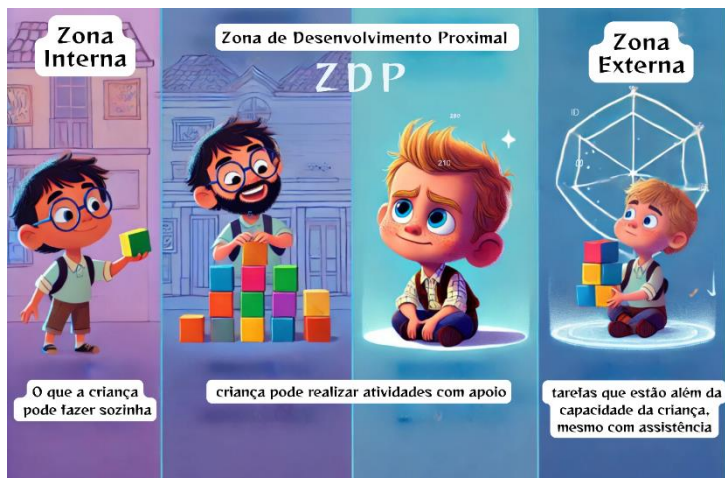 Zona
Interna
Zona de Desenvolvimento Proximal
ZDP
Zona
Externa
210
O que a criança
pode fazer sozinha
criança pode realizar atividades com apoio
tarefas que estão além da
capacidade da criança,
mesmo com assistência